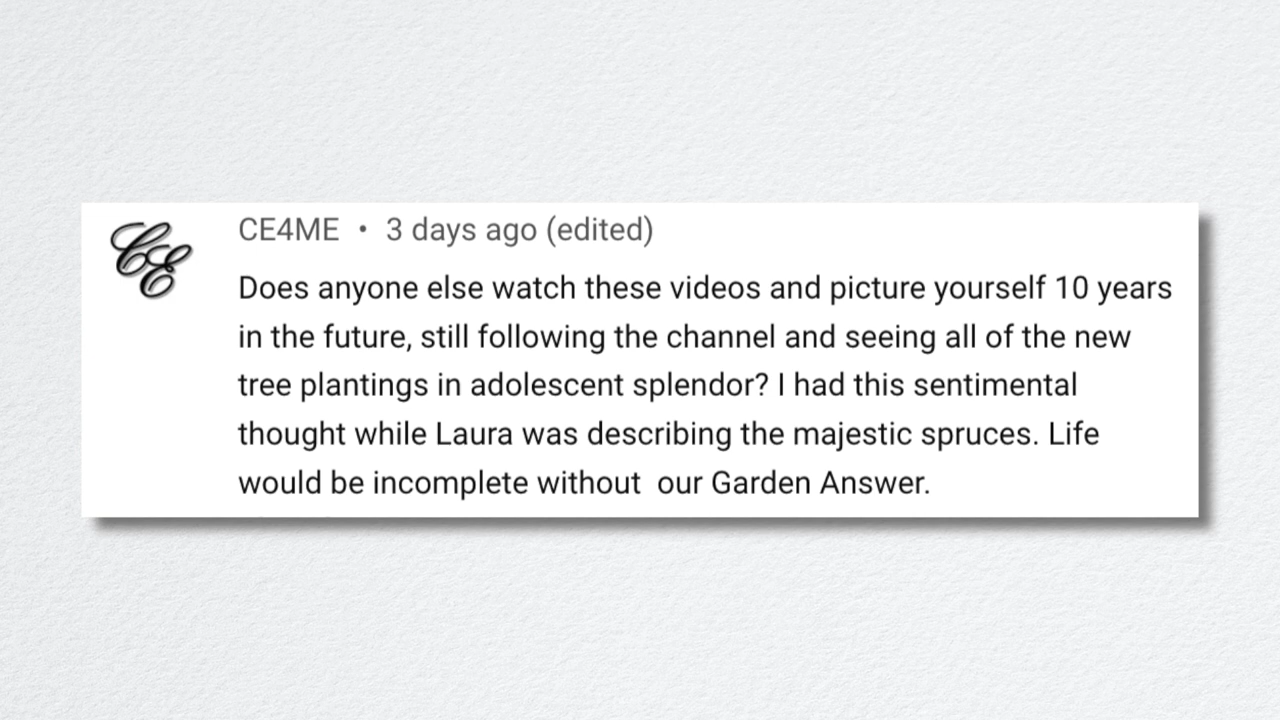 CE
CE4ME • 3 days ago (edited)
Does anyone else watch these videos and picture yourself 10 years
in the future, still following the channel and seeing all of the new
tree plantings in adolescent splendor? I had this sentimental
thought while Laura was describing the majestic spruces. Life
would be incomplete without  our Garden Answer.